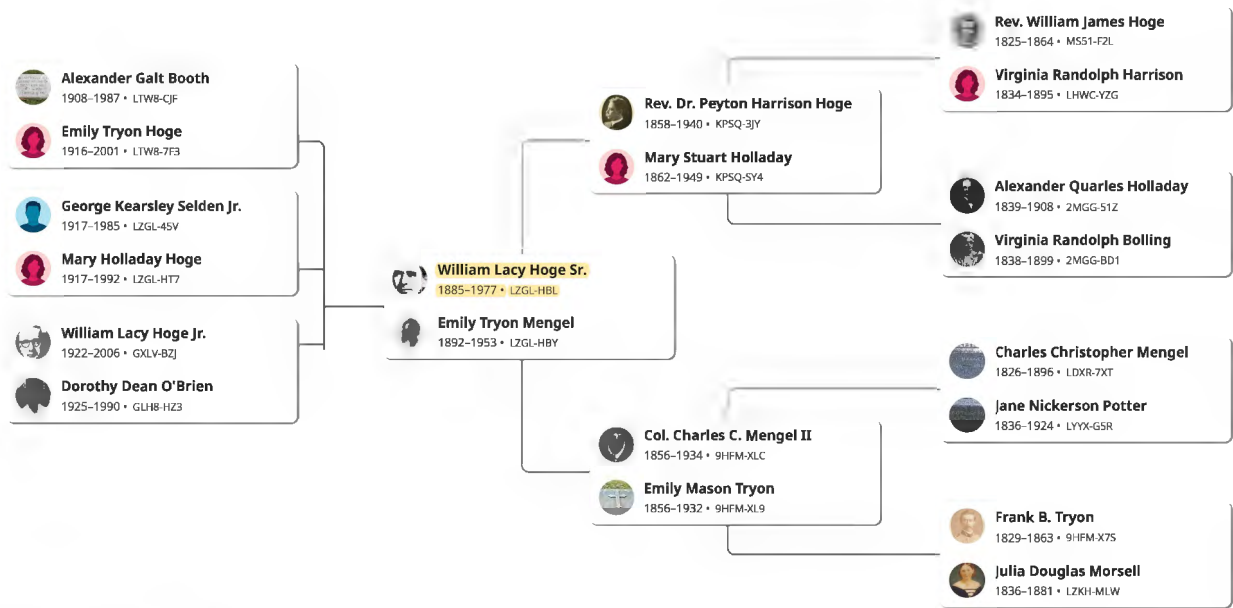 Alexander Galt Booth
1908–1987 • LTW8-CJF
Emily Tryon Hoge
1916–2001 • LTW8-7F3
George Kearsley Selden Jr.
1917–1985 • LZGL-45V
Mary Holladay Hoge
1917–1992 • LZGL-HT7
William Lacy Hoge Jr.
1922–2006 • GXLV-BZJ
Dorothy Dean O'Brien
1925–1990 • GLH8-HZ3
William Lacy Hoge Sr.
1885–1977 • LZGL-HBL
Emily Tryon Mengel
1892–1953 • LZGL-HBY
Rev. Dr. Peyton Harrison Hoge
1858–1940 • KPSQ-3JY
Mary Stuart Holladay
1862–1949 • KPSQ-SY4
Col. Charles C. Mengel II
1856–1934 • 9HFM-XLC
Emily Mason Tryon
1856–1932 • 9HFM-XL9
Rev. William James Hoge
1825–1864 • MS51-F2L
Virginia Randolph Harrison
1834–1895 • LHWC-YZG
Alexander Quarles Holladay
1839–1908 • 2MGG-51Z
Virginia Randolph Bolling
1838–1899 • 2MGG-BD1
Charles Christopher Mengel
1826–1896 • LDXR-7XT
Jane Nickerson Potter
1836–1924 • LYYX-G5R
Frank B. Tryon
1829–1863 • 9HFM-X7S
Julia Douglas Morsell
1836–1881 • LZKH-MLW